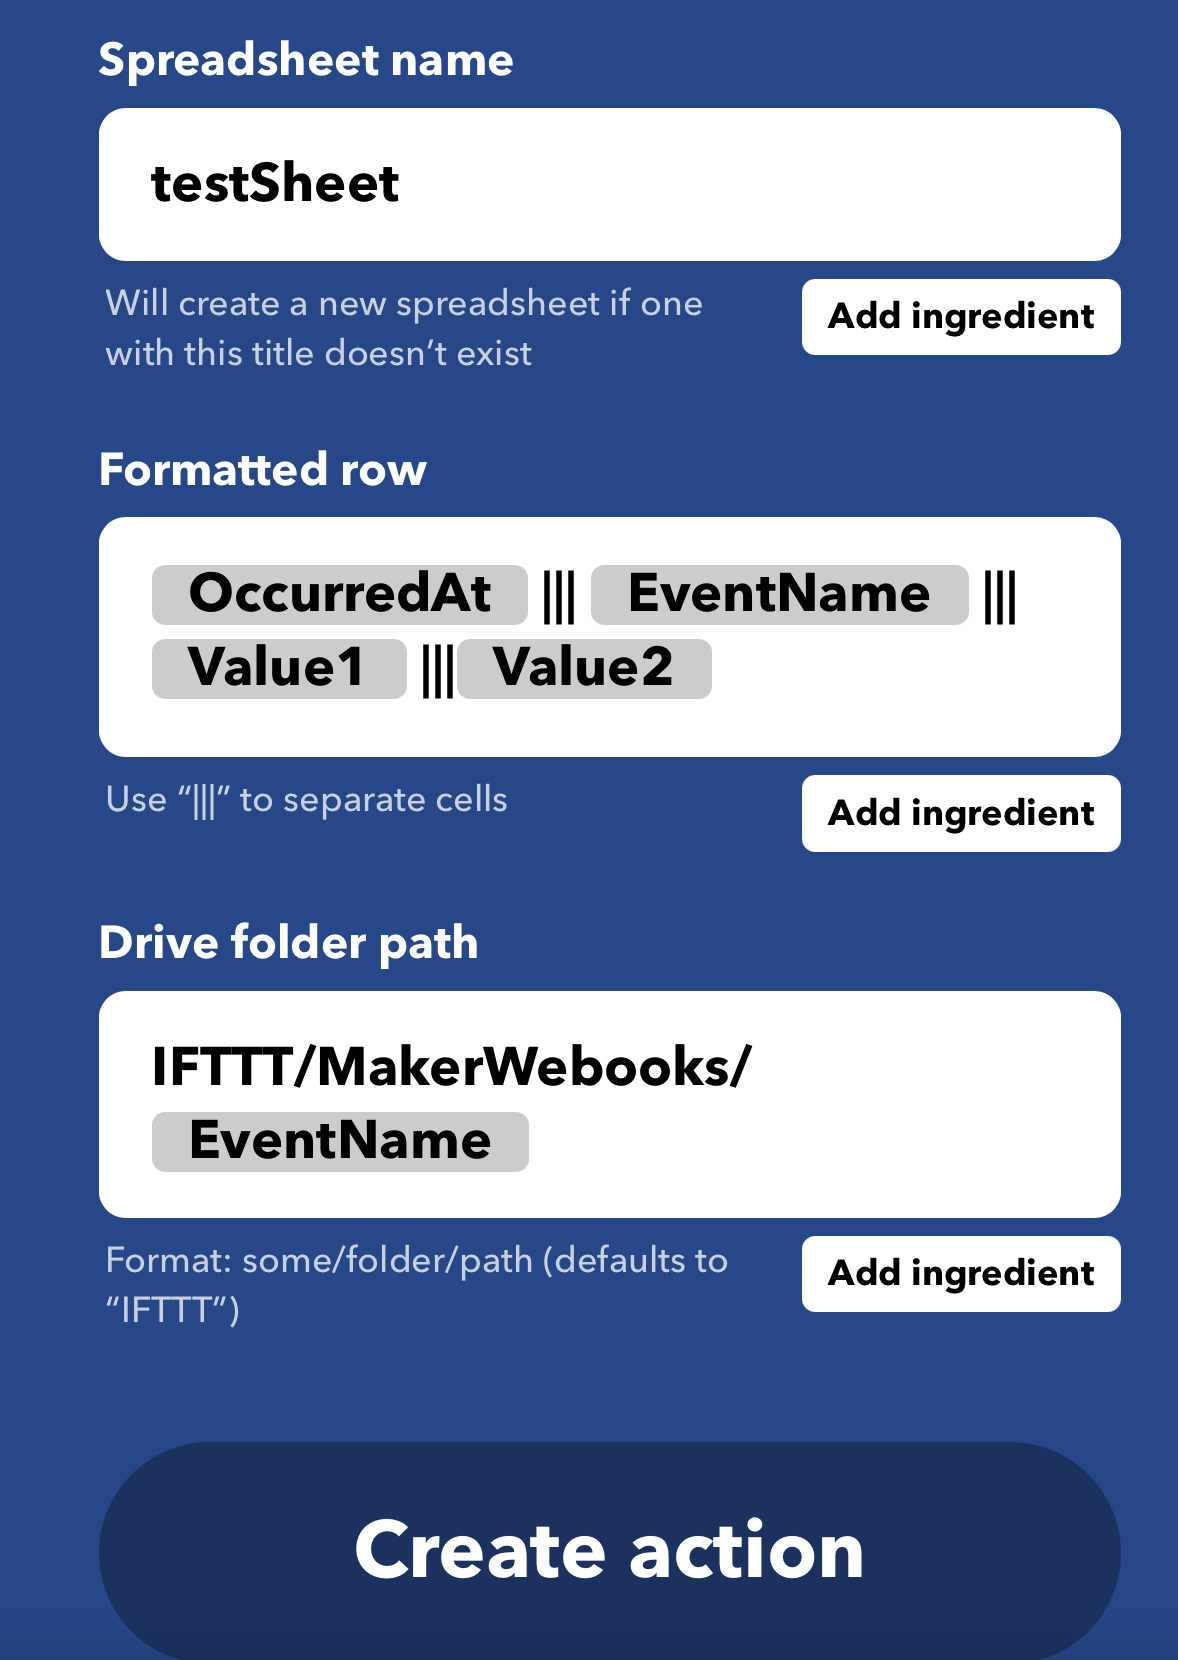 Spreadsheet name
testSheet
Will create a new spreadsheet if one
with this title doesn’t exist
Add ingredient
Formatted row
OccurredAt ||| EventName |||
Value1 ||| Value2
Use “|||” to separate cells
Add ingredient
Drive folder path
IFTTT/MakerWebooks/
EventName
Format: some/folder/path (defaults to
“IFTTT”)
Add ingredient
Create action